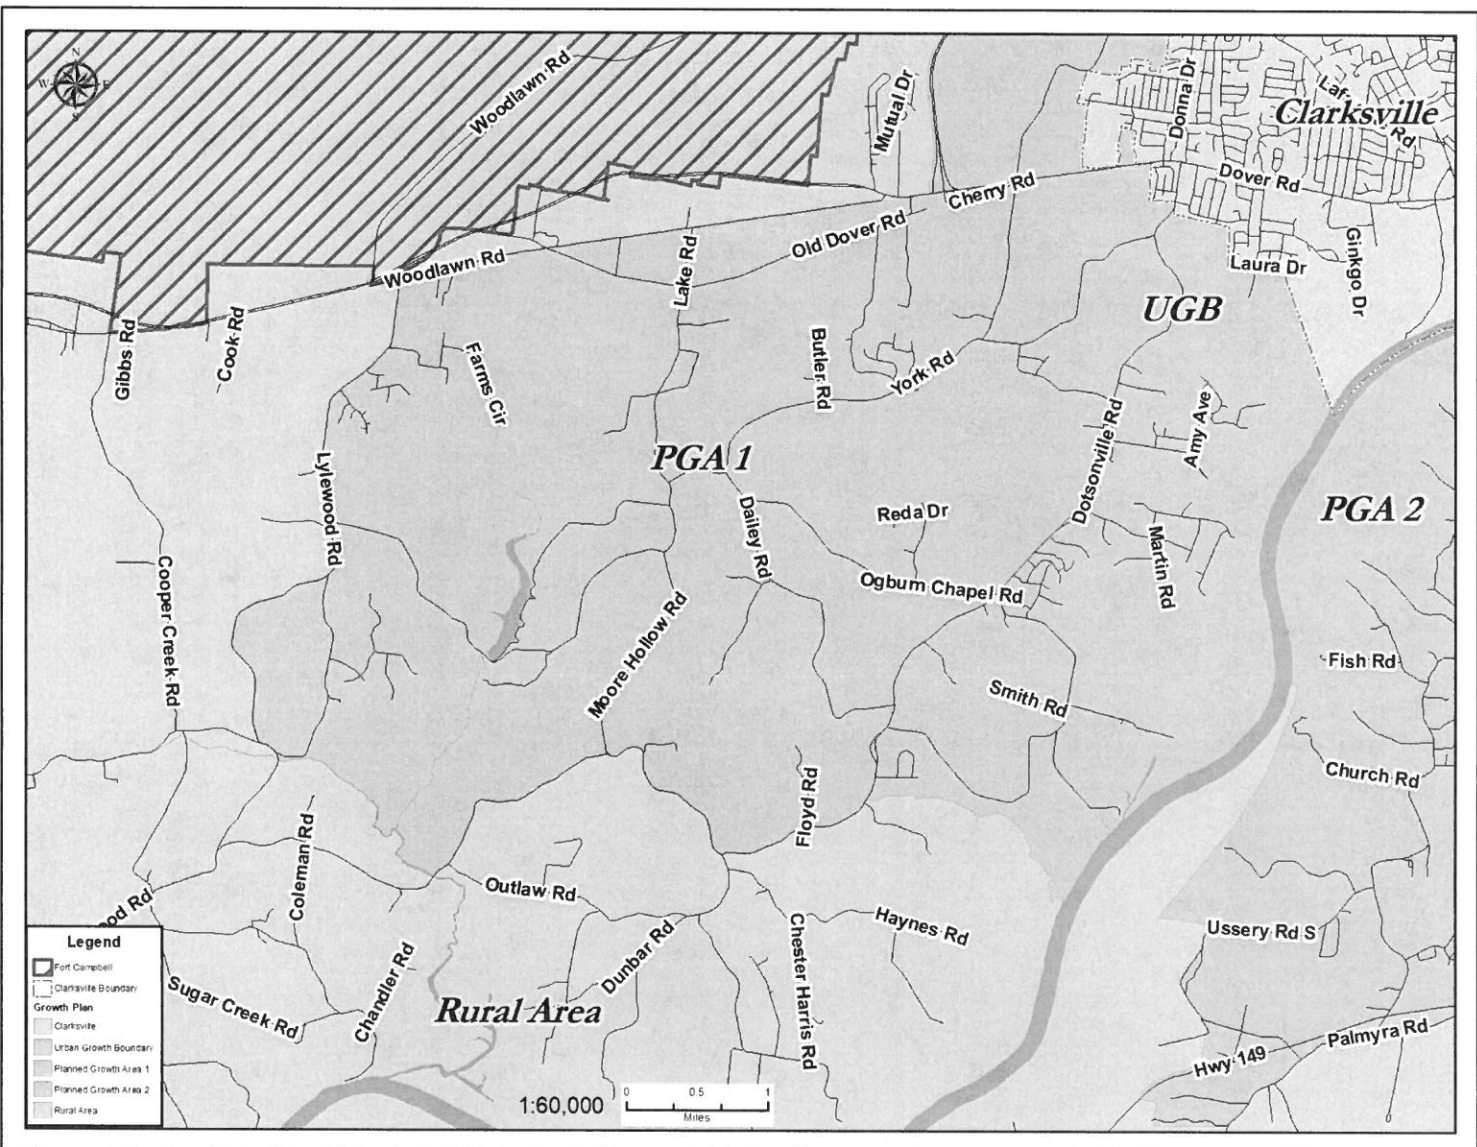 N
W
E
S
Woodlawn Rd
Mutual Dr
Donna Dr
Clarksville
Rd
Dover Rd
Cherry Rd
Old Dover Rd
Ginkgo Dr
Laura Dr
Woodlawn Rd
Lake Rd
UGB
Gibbs Rd
Cook Rd
Farms Cir
Butler Rd
York Rd
Dotsonville Rd
Amy Ave
PGA 1
Lylewood Rd
PGA 2
Dailey Rd
Reda Dr
Martin Rd
Cooper Creek Rd
Ogburn Chapel Rd
Moore Hollow Rd
Fish Rd
Smith Rd
Church Rd
Floyd Rd
Coleman Rd
Outlaw Rd
ood Rd
Haynes Rd
Ussery Rd S
Chester Harris Rd
Dunbar Rd
Chandler Rd
Sugar Creek Rd
Rural Area
Palmyra Rd
Hwy 149
Legend
Fort Campbell
Clarksville Boundary
Growth Plan
Clarksville
Urban Growth Boundary
Planned Growth Area 1
Planned Growth Area 2
Rural Area
1:60,000
0 0.5 1
Miles